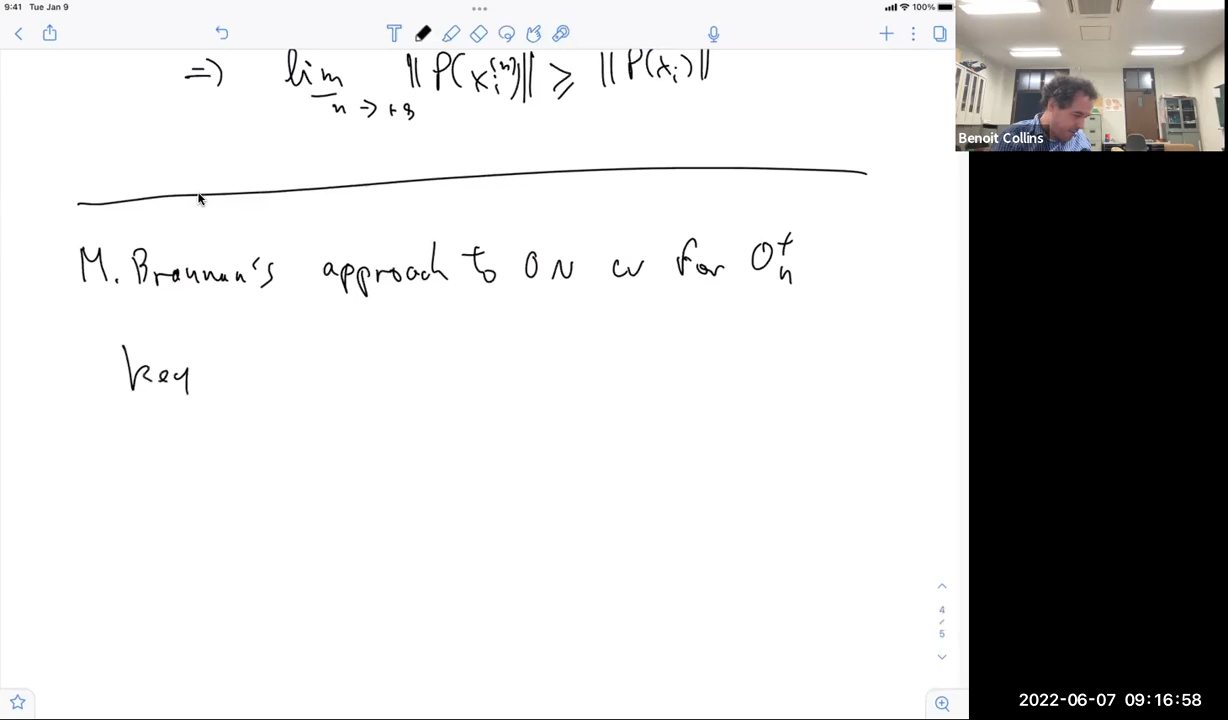 9:41 Tue Jan 9
100%
=> lim ‖P(x_i^{(n)})‖ ⩾ ‖P(x_i)‖
n → +∞
Benoit Collins
M. Brannan's approach to ON cv for O_n^+
key
4
/
5
2022-06-07 09:16:58